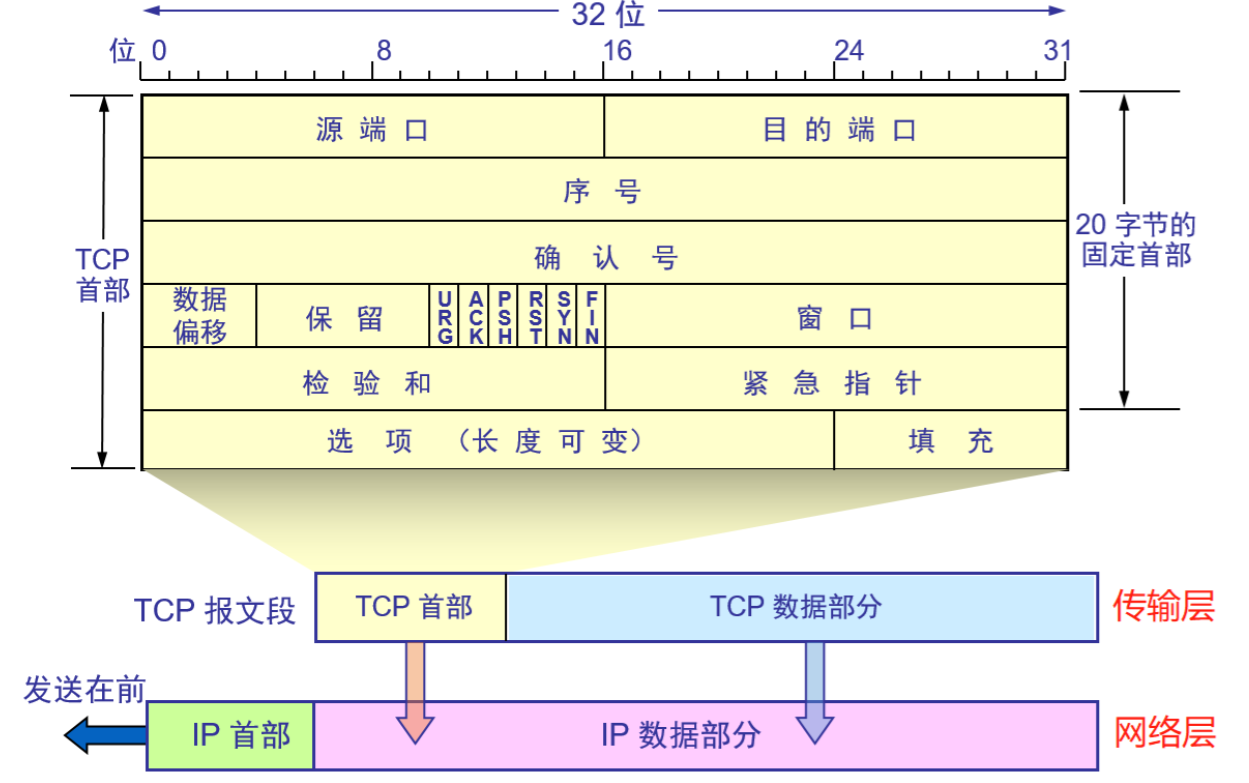 32 位
位 0 8 16 24 31
源 端 口 目 的 端 口
序 号
确 认 号
TCP
首部
20 字节的
固定首部
数据
偏移
保 留
URG
ACK
PSH
RST
SYN
FIN
窗 口
检 验 和 紧 急 指 针
选 项 （长 度 可 变） 填 充
TCP 报文段 TCP 首部 TCP 数据部分 传输层
发送在前
IP 首部 IP 数据部分 网络层